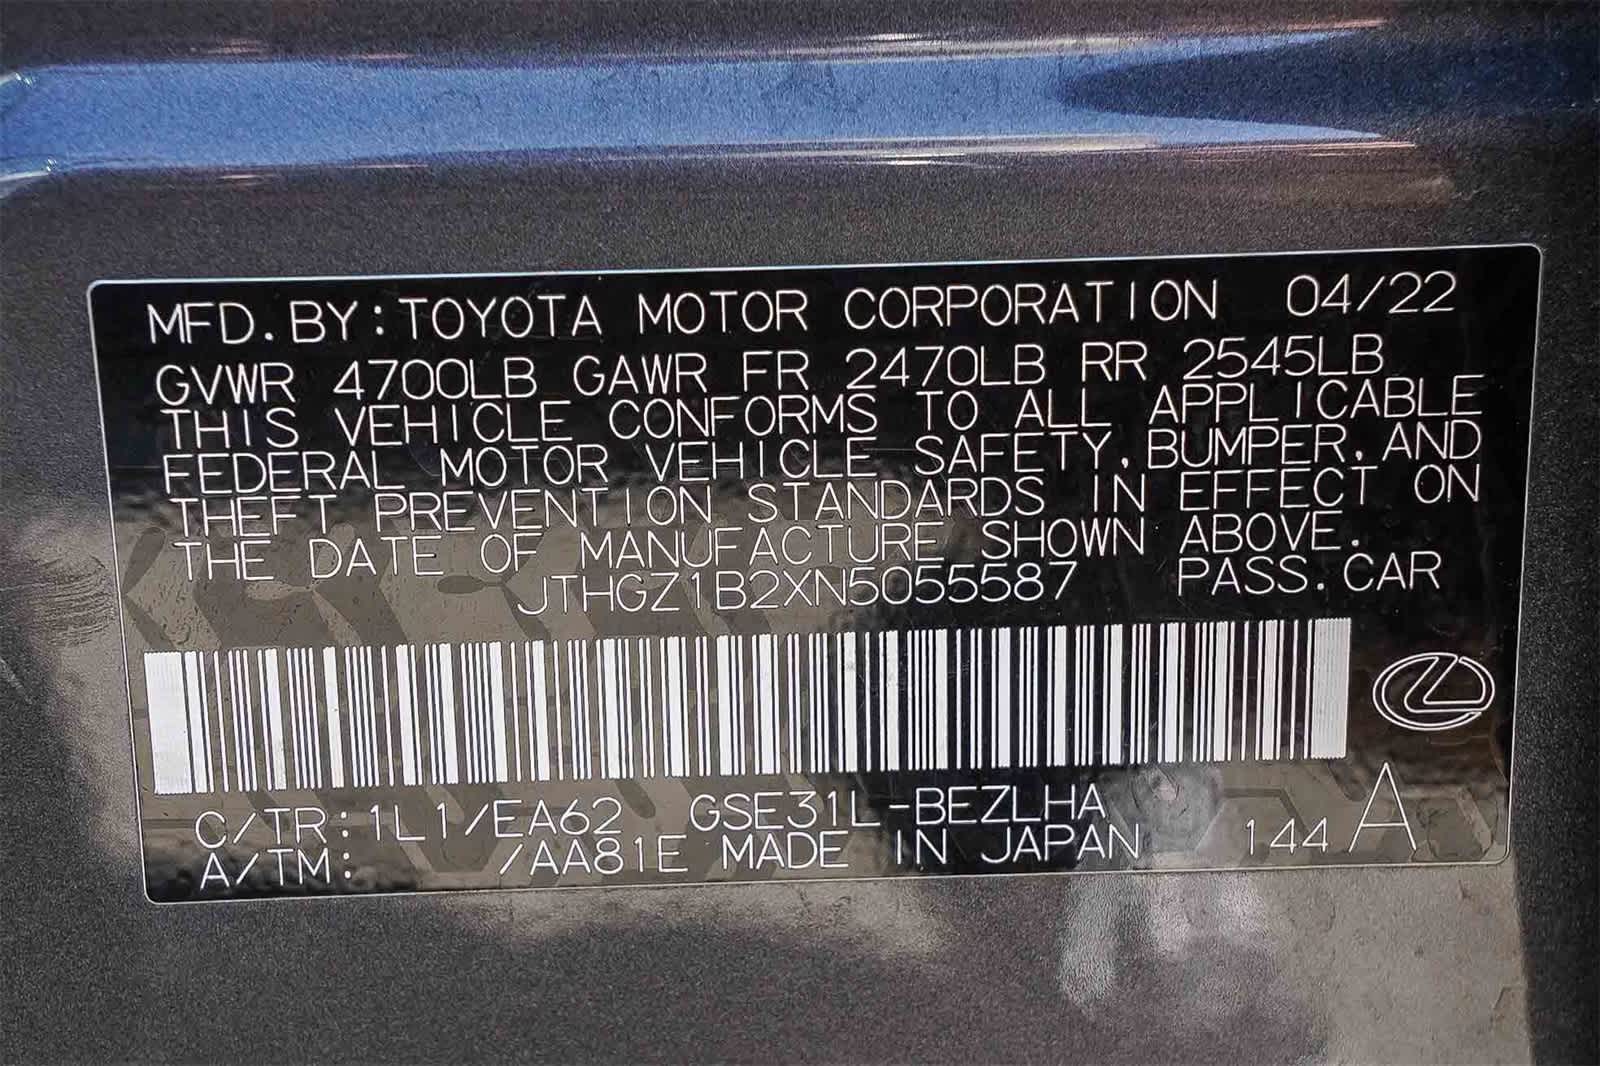 MFD. BY: TOYOTA MOTOR CORPORATION 04/22
GVWR 4700LB GAWR FR 2470LB RR 2545LB
THIS VEHICLE CONFORMS TO ALL APPLICABLE
FEDERAL MOTOR VEHICLE SAFETY, BUMPER, AND
THEFT PREVENTION STANDARDS IN EFFECT ON
THE DATE OF MANUFACTURE SHOWN ABOVE.
JTHGZ1B2XN5055587 PASS. CAR
C/TR: 1L1/EA62 GSE31L-BEZLHA
A/TM: /AA81E MADE IN JAPAN 144 A